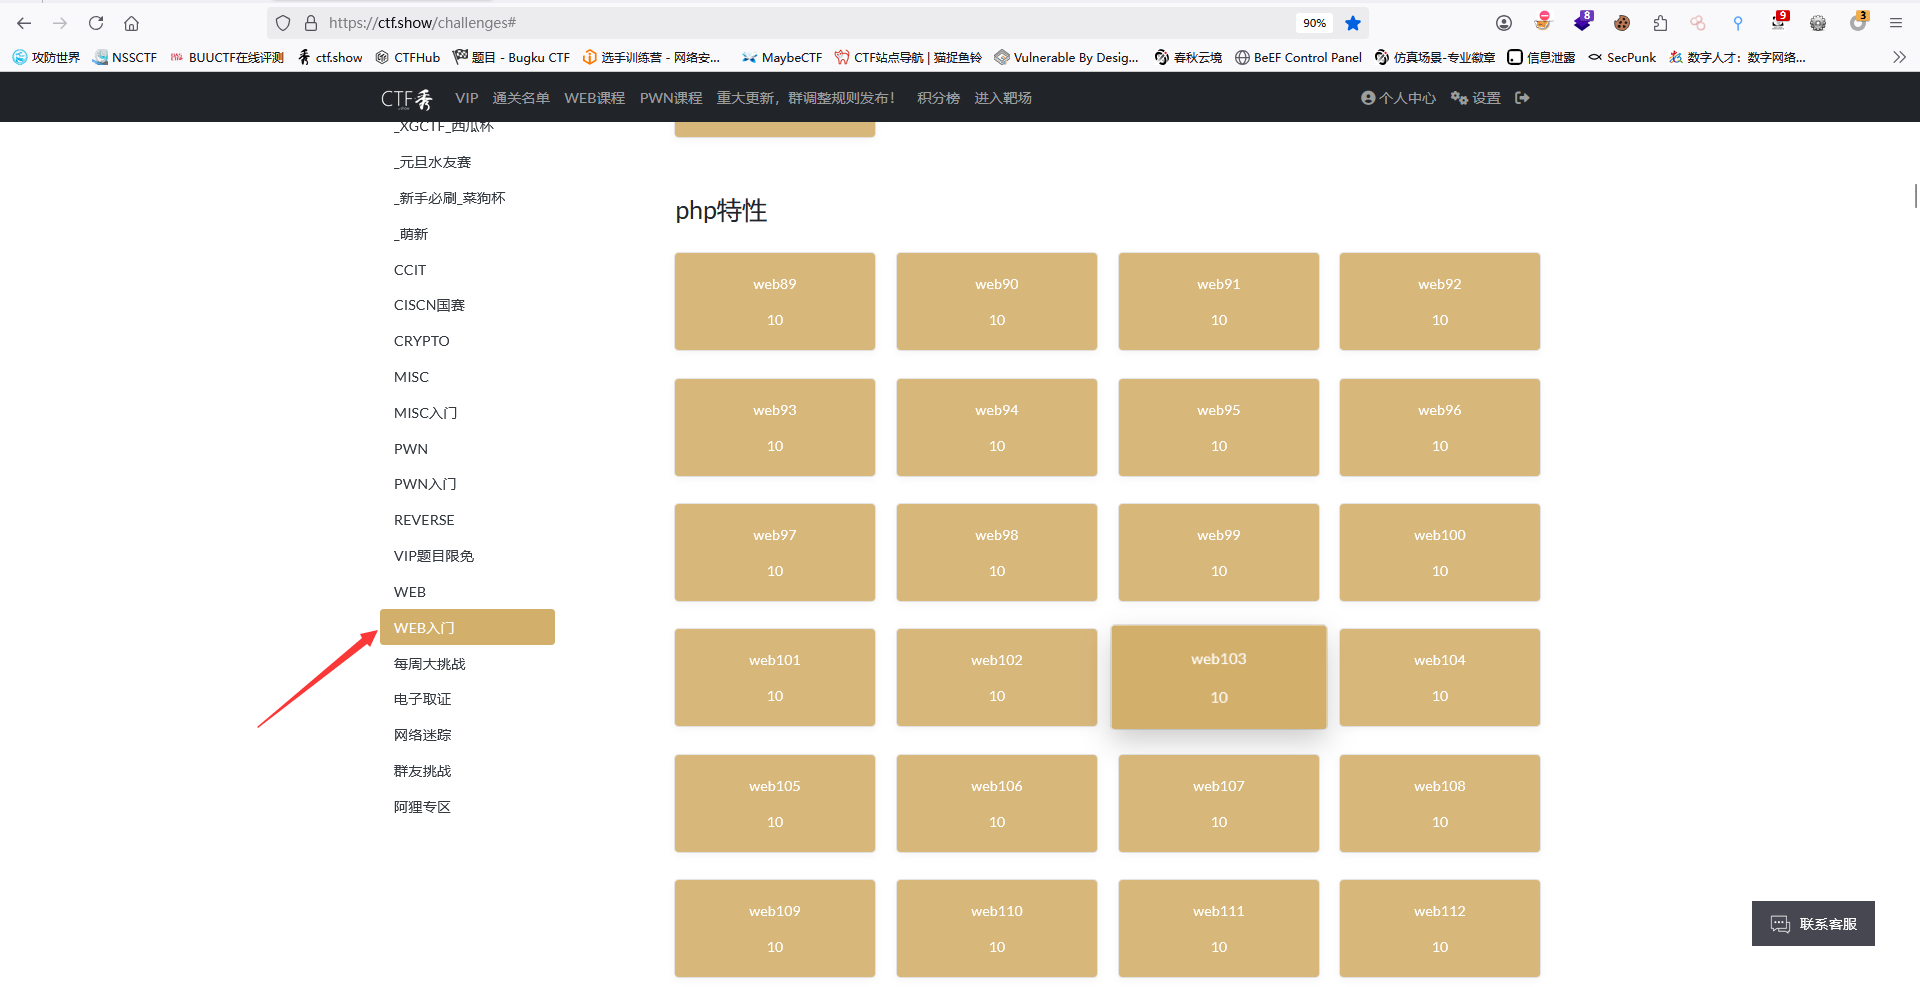 https://ctf.show/challenges#
90%
8
9
3
攻防世界 NSSCTF BUUCTF在线评测 ctf.show CTFHub 题目 - Bugku CTF 选手训练营 - 网络安... MaybeCTF CTF站点导航 | 猫捉鱼铃 Vulnerable By Desig... 春秋云境 BeEF Control Panel 仿真场景-专业徽章 信息泄露 SecPunk 数字人才：数字网络...
CTF秀 VIP 通关名单 WEB课程 PWN课程 重大更新，群调整规则发布！ 积分榜 进入靶场 个人中心 设置
_XGCTF_西瓜杯
_元旦水友赛
_新手必刷_菜狗杯
_萌新
CCIT
CISCN国赛
CRYPTO
MISC
MISC入门
PWN
PWN入门
REVERSE
VIP题目限免
WEB
WEB入门
每周大挑战
电子取证
网络迷踪
群友挑战
阿狸专区
php特性
web89 web90 web91 web92
10 10 10 10
web93 web94 web95 web96
10 10 10 10
web97 web98 web99 web100
10 10 10 10
web101 web102 web103 web104
10 10 10 10
web105 web106 web107 web108
10 10 10 10
web109 web110 web111 web112
10 10 10 10
联系客服